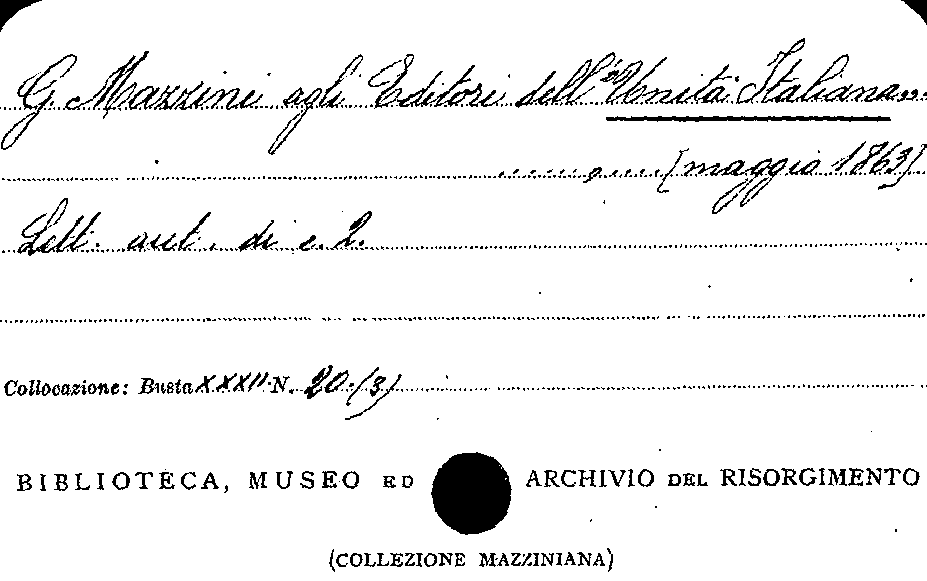 G. Mazzini agli Editori dell'"Unità Italiana".
......, .....[maggio 1863]
Lett. aut. di c. 2.
Collocazione: Busta XXXII N. 20 (3)
BIBLIOTECA, MUSEO ED ARCHIVIO DEL RISORGIMENTO
(COLLEZIONE MAZZINIANA)